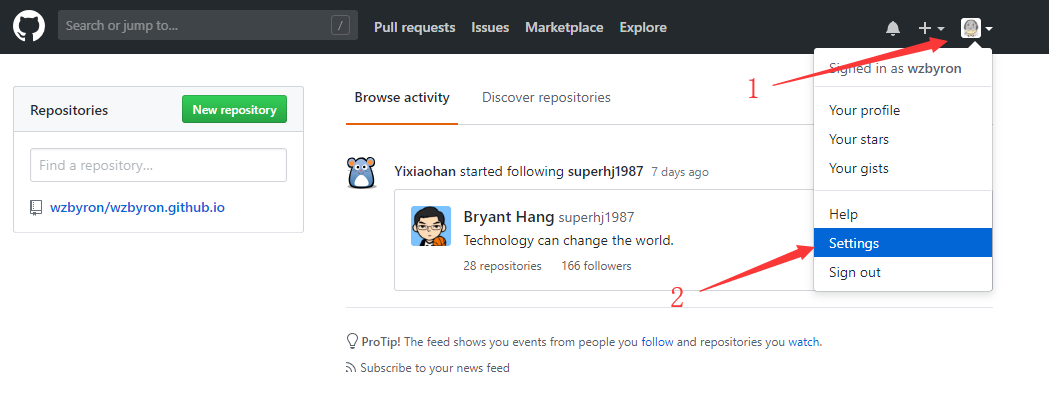 Search or jump to... /
Pull requests Issues Marketplace Explore
1
Signed in as wzbyron
Repositories New repository
Browse activity Discover repositories
Your profile
Your stars
Your gists
Find a repository...
wzbyron/wzbyron.github.io
Yixiaohan started following superhj1987 7 days ago
Bryant Hang superhj1987
Technology can change the world.
28 repositories 166 followers
Help
Settings
Sign out
2
ProTip! The feed shows you events from people you follow and repositories you watch.
Subscribe to your news feed